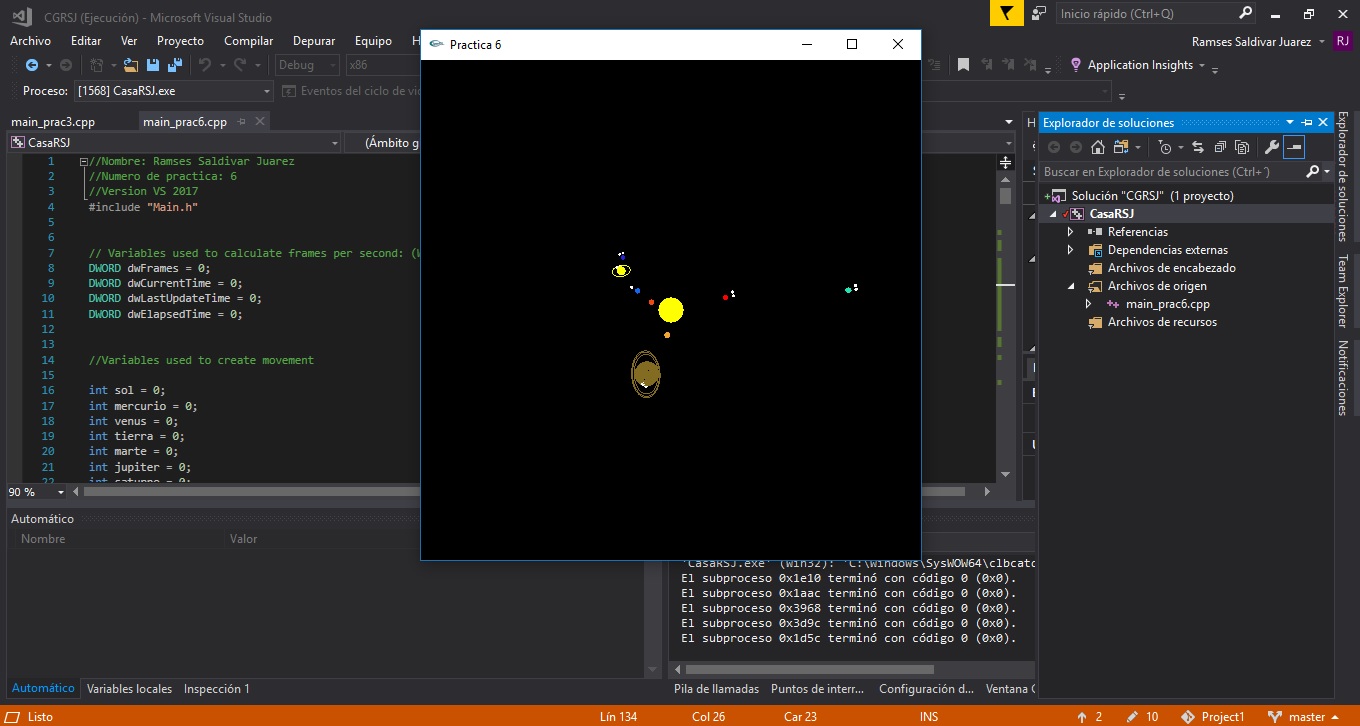 CGRSJ (Ejecución) - Microsoft Visual Studio
Inicio rápido (Ctrl+Q)
Archivo Editar Ver Proyecto Compilar Depurar Equipo H
Ramses Saldivar Juarez RJ
Debug x86
Application Insights
Proceso: [1568] CasaRSJ.exe Eventos del ciclo de vi
Practica 6
main_prac3.cpp main_prac6.cpp
CasaRSJ (Ámbito g
1 //Nombre: Ramses Saldivar Juarez
2 //Numero de practica: 6
3 //Version VS 2017
4 #include "Main.h"
5
6
7 // Variables used to calculate frames per second: (
8 DWORD dwFrames = 0;
9 DWORD dwCurrentTime = 0;
10 DWORD dwLastUpdateTime = 0;
11 DWORD dwElapsedTime = 0;
12
13
14 //Variables used to create movement
15
16 int sol = 0;
17 int mercurio = 0;
18 int venus = 0;
19 int tierra = 0;
20 int marte = 0;
21 int jupiter = 0;
22 int saturno = 0;
90 %
Explorador de soluciones
Buscar en Explorador de soluciones (Ctrl+´)
Solución "CGRSJ" (1 proyecto)
CasaRSJ
Referencias
Dependencias externas
Archivos de encabezado
Archivos de origen
main_prac6.cpp
Archivos de recursos
Explorador de soluciones
Team Explorer
Notificaciones
Automático
Nombre Valor
'CasaRSJ.exe' (Win32): 'C:\Windows\SysWOW64\clbcat
El subproceso 0x1e10 terminó con código 0 (0x0).
El subproceso 0x1aac terminó con código 0 (0x0).
El subproceso 0x3968 terminó con código 0 (0x0).
El subproceso 0x3d9c terminó con código 0 (0x0).
El subproceso 0x1d5c terminó con código 0 (0x0).
Automático Variables locales Inspección 1
Pila de llamadas Puntos de interr... Configuración d... Ventana
Listo Lín 134 Col 26 Car 23 INS 2 10 Project1 master